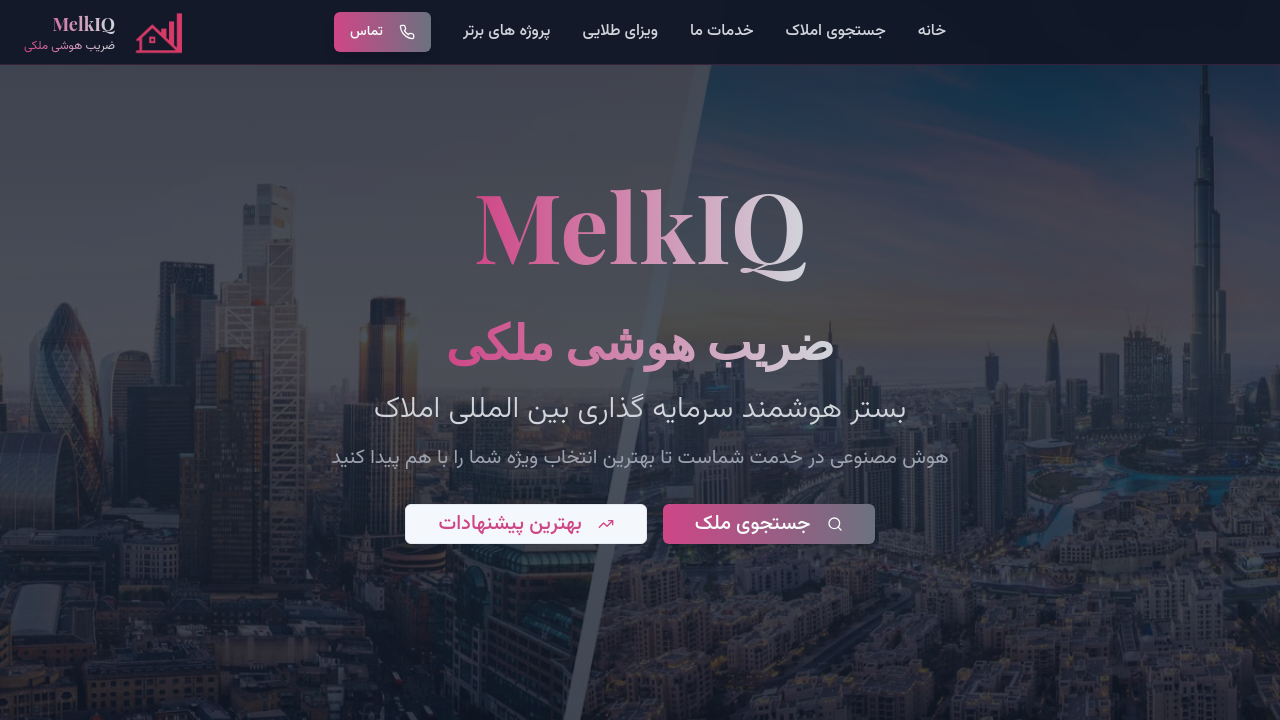 خانه
جستجوی املاک
خدمات ما
ویزای طلایی
پروژه های برتر
تماس
MelkIQ
ضریب هوشی ملکی
MelkIQ
ضریب هوشی ملکی
بستر هوشمند سرمایه گذاری بین المللی املاک
هوش مصنوعی در خدمت شماست تا بهترین انتخاب ویژه شما را با هم پیدا کنید
جستجوی ملک
بهترین پیشنهادات